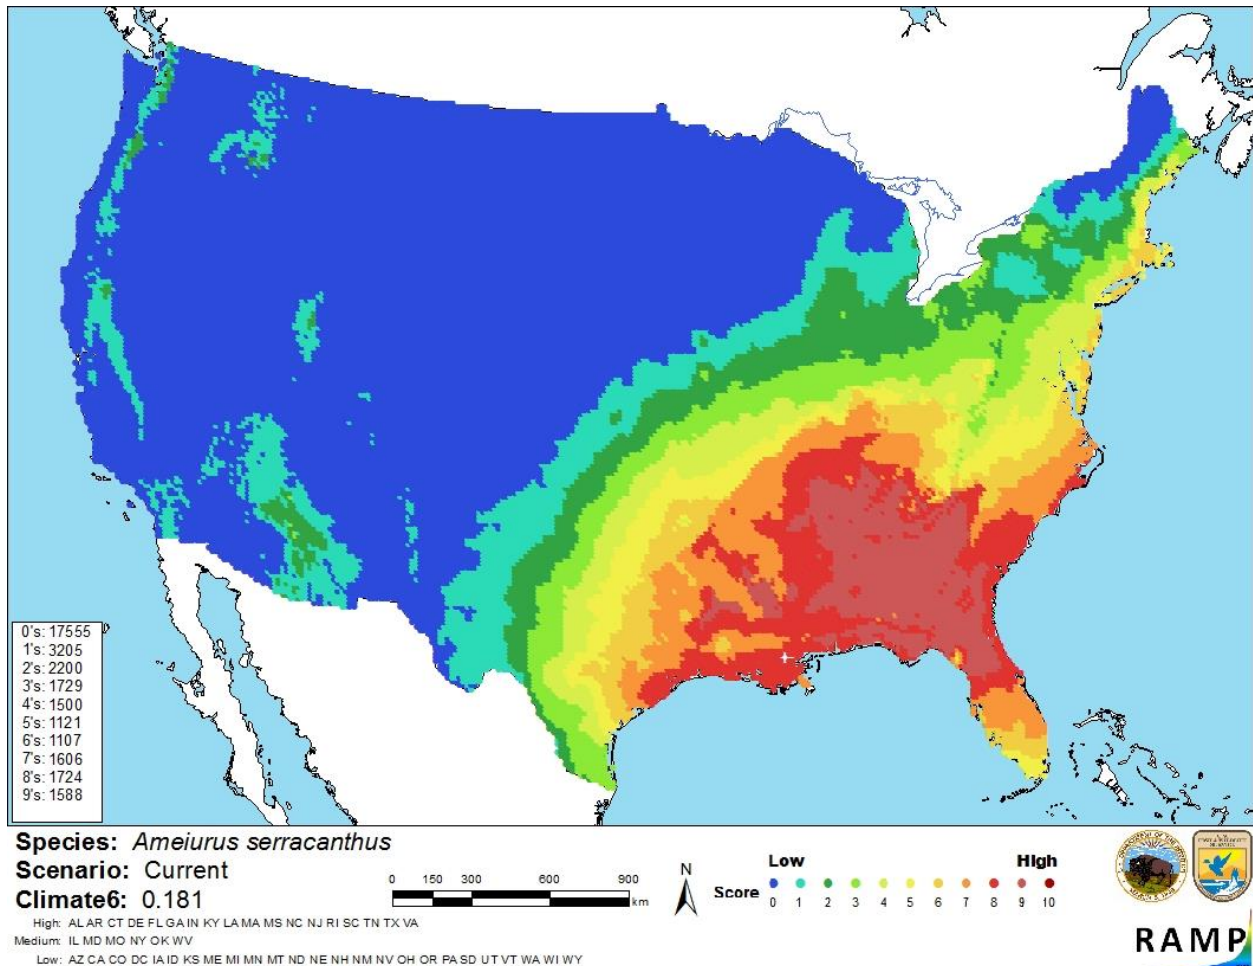 0's: 17555
1's: 3205
2's: 2200
3's: 1729
4's: 1500
5's: 1121
6's: 1107
7's: 1606
8's: 1724
9's: 1588
Species: Ameiurus serracanthus
Scenario: Current
Climate6: 0.181
High: AL AR CT DE FL GA IN KY LA MA MS NC NJ RI SC TN TX VA
Medium: IL MD MO NY OK WV
Low: AZ CA CO DC IA ID KS ME MI MN MT ND NE NH NM NV OH OR PA SD UT VT WA WI WY
0 150 300 600 900
km
N
Low High
Score
0 1 2 3 4 5 6 7 8 9 10
RAMP